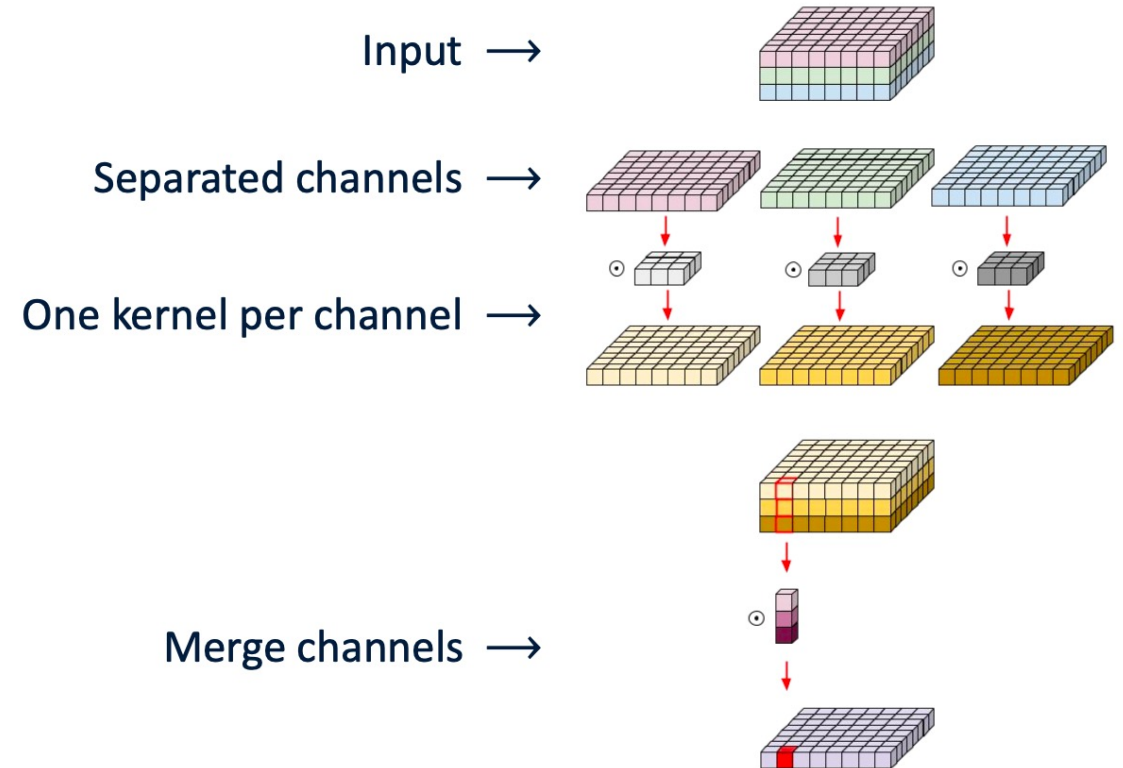 Input →
Separated channels →
One kernel per channel →
Merge channels →